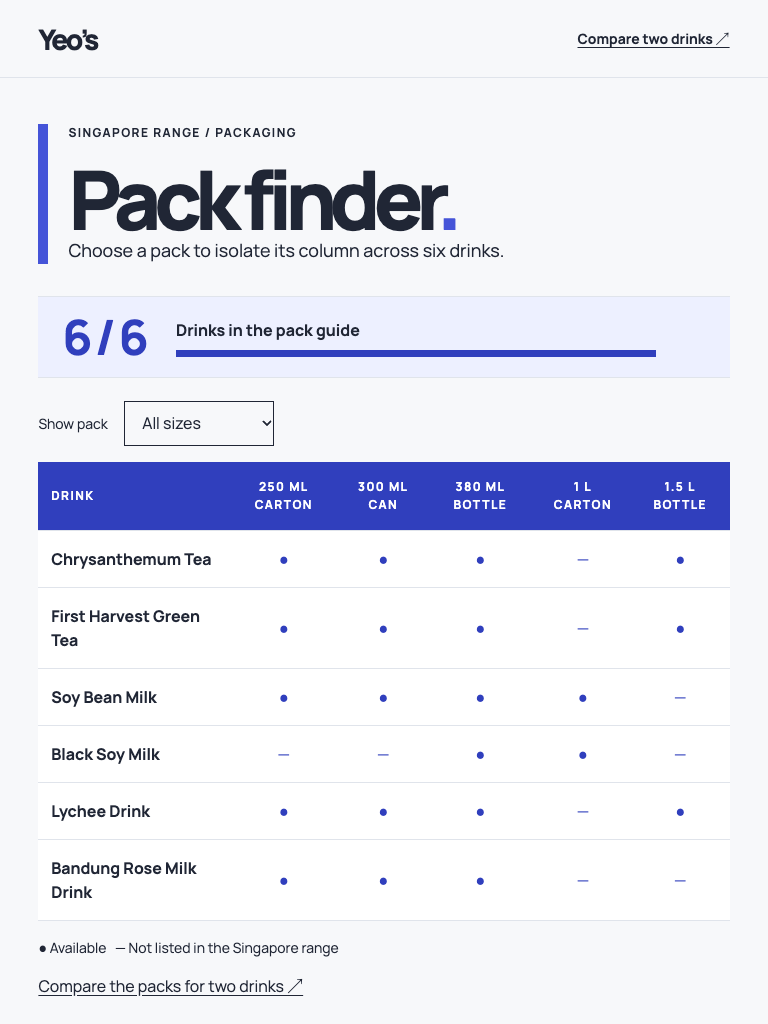 Yeo's
Compare two drinks ↗
SINGAPORE RANGE / PACKAGING
Pack finder.
Choose a pack to isolate its column across six drinks.
6/6
Drinks in the pack guide
Show pack
All sizes
DRINK
250 ML CARTON
300 ML CAN
380 ML BOTTLE
1 L CARTON
1.5 L BOTTLE
Chrysanthemum Tea ● ● ● — ●
First Harvest Green
Tea ● ● ● — ●
Soy Bean Milk ● ● ● ● —
Black Soy Milk — — ● ● —
Lychee Drink ● ● ● — ●
Bandung Rose Milk
Drink ● ● ● — —
● Available — Not listed in the Singapore range
Compare the packs for two drinks ↗